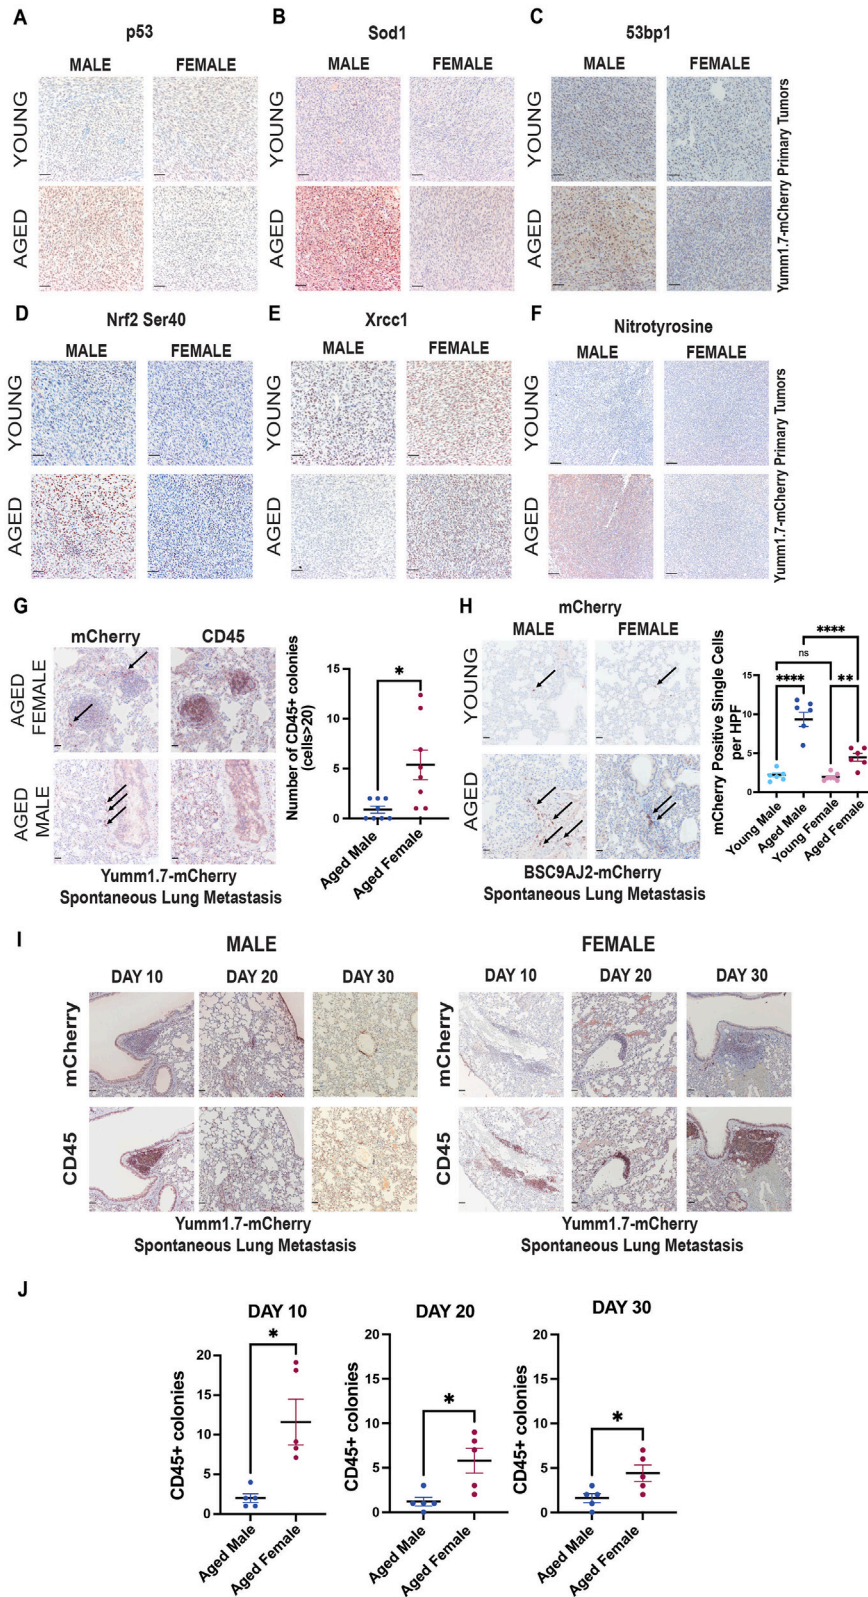 A
p53
MALE FEMALE
YOUNG
AGED
B
Sod1
MALE FEMALE
C
53bp1
MALE FEMALE
Yumm1.7-mCherry Primary Tumors
D
Nrf2 Ser40
MALE FEMALE
YOUNG
AGED
E
Xrcc1
MALE FEMALE
YOUNG
AGED
F
Nitrotyrosine
MALE FEMALE
YOUNG
AGED
Yumm1.7-mCherry Primary Tumors
G
mCherry CD45
AGED
FEMALE
AGED
MALE
Yumm1.7-mCherry
Spontaneous Lung Metastasis
Number of CD45+ colonies
(cells>20)
15
10
5
0
*
Aged Male
Aged Female
H
mCherry
MALE FEMALE
YOUNG
AGED
BSC9AJ2-mCherry
Spontaneous Lung Metastasis
mCherry Positive Single Cells
per HPF
15
10
5
0
****
ns
**** **
Young Male
Aged Male
Young Female
Aged Female
I
MALE
DAY 10 DAY 20 DAY 30
mCherry
CD45
Yumm1.7-mCherry
Spontaneous Lung Metastasis
FEMALE
DAY 10 DAY 20 DAY 30
mCherry
CD45
Yumm1.7-mCherry
Spontaneous Lung Metastasis
J
DAY 10
CD45+ colonies
20
15
10
5
0
*
Aged Male
Aged Female
DAY 20
CD45+ colonies
20
15
10
5
0
*
Aged Male
Aged Female
DAY 30
CD45+ colonies
20
15
10
5
0
*
Aged Male
Aged Female